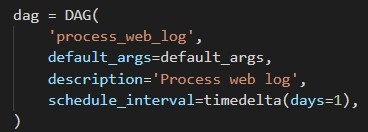 dag = DAG(
    'process_web_log',
    default_args=default_args,
    description='Process web log',
    schedule_interval=timedelta(days=1),
)